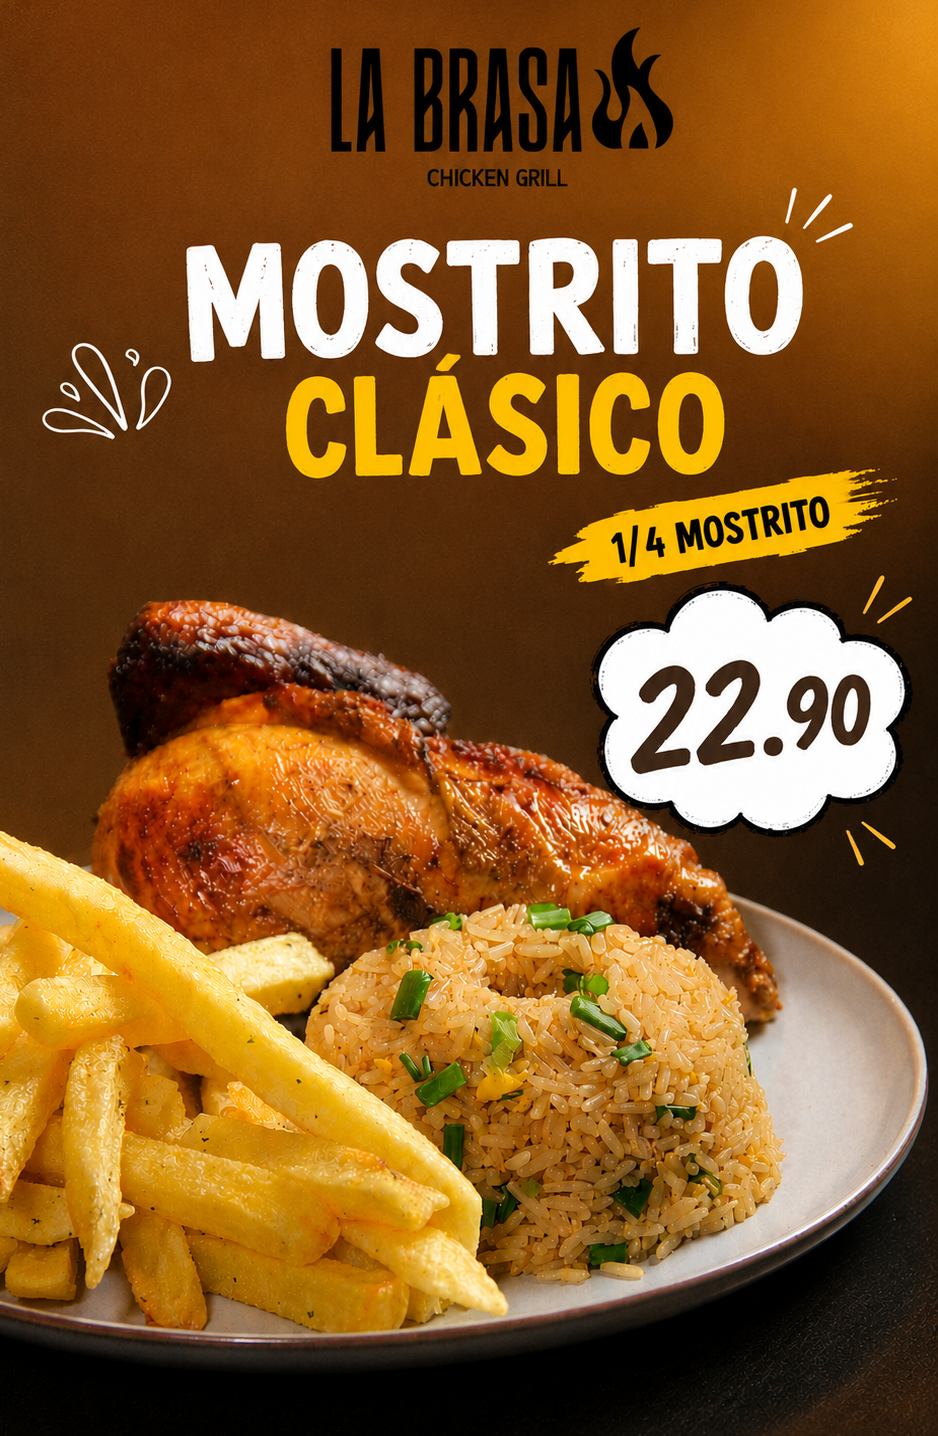 LA BRASA
CHICKEN GRILL
MOSTRITO
CLÁSICO
1/4 MOSTRITO
22.90